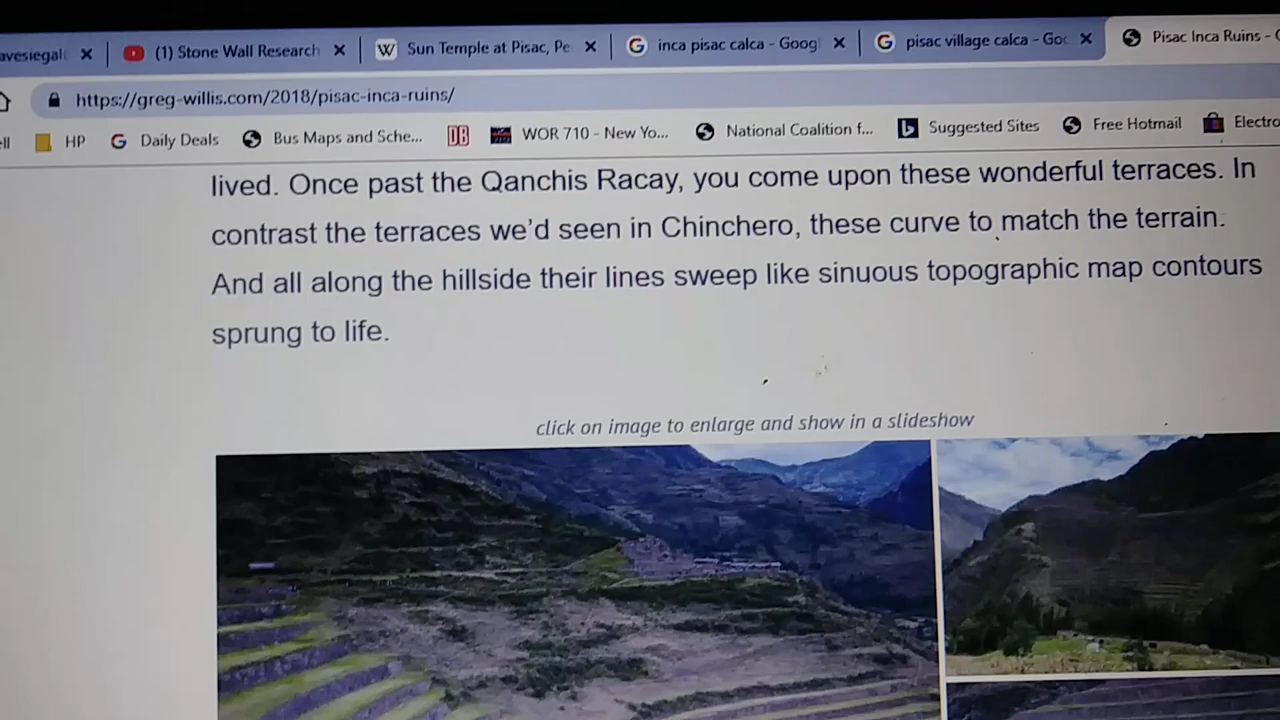 avesiegal
(1) Stone Wall Research
Sun Temple at Pisac, Pe
inca pisac calca - Googl
pisac village calca - Goo
Pisac Inca Ruins -
https://greg-willis.com/2018/pisac-inca-ruins/
ll
HP
Daily Deals
Bus Maps and Sche...
DB
WOR 710 - New Yo...
National Coalition f...
Suggested Sites
Free Hotmail
Electro
lived. Once past the Qanchis Racay, you come upon these wonderful terraces. In
contrast the terraces we'd seen in Chinchero, these curve to match the terrain.
And all along the hillside their lines sweep like sinuous topographic map contours
sprung to life.
click on image to enlarge and show in a slideshow